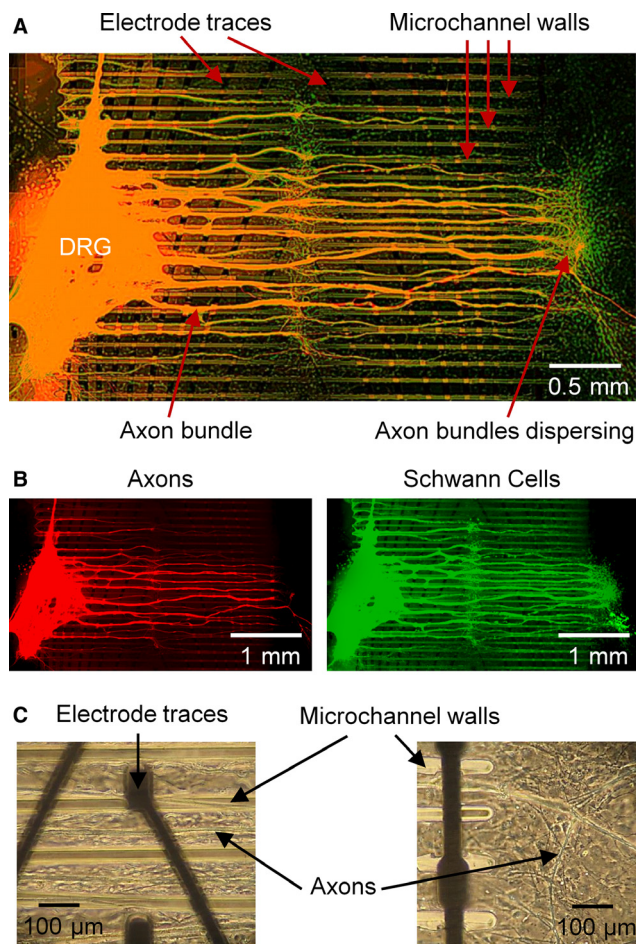 A
Electrode traces
Microchannel walls
DRG
0.5 mm
Axon bundle
Axon bundles dispersing
B
Axons
Schwann Cells
1 mm
1 mm
C
Electrode traces
Microchannel walls
Axons
100 µm
100 µm